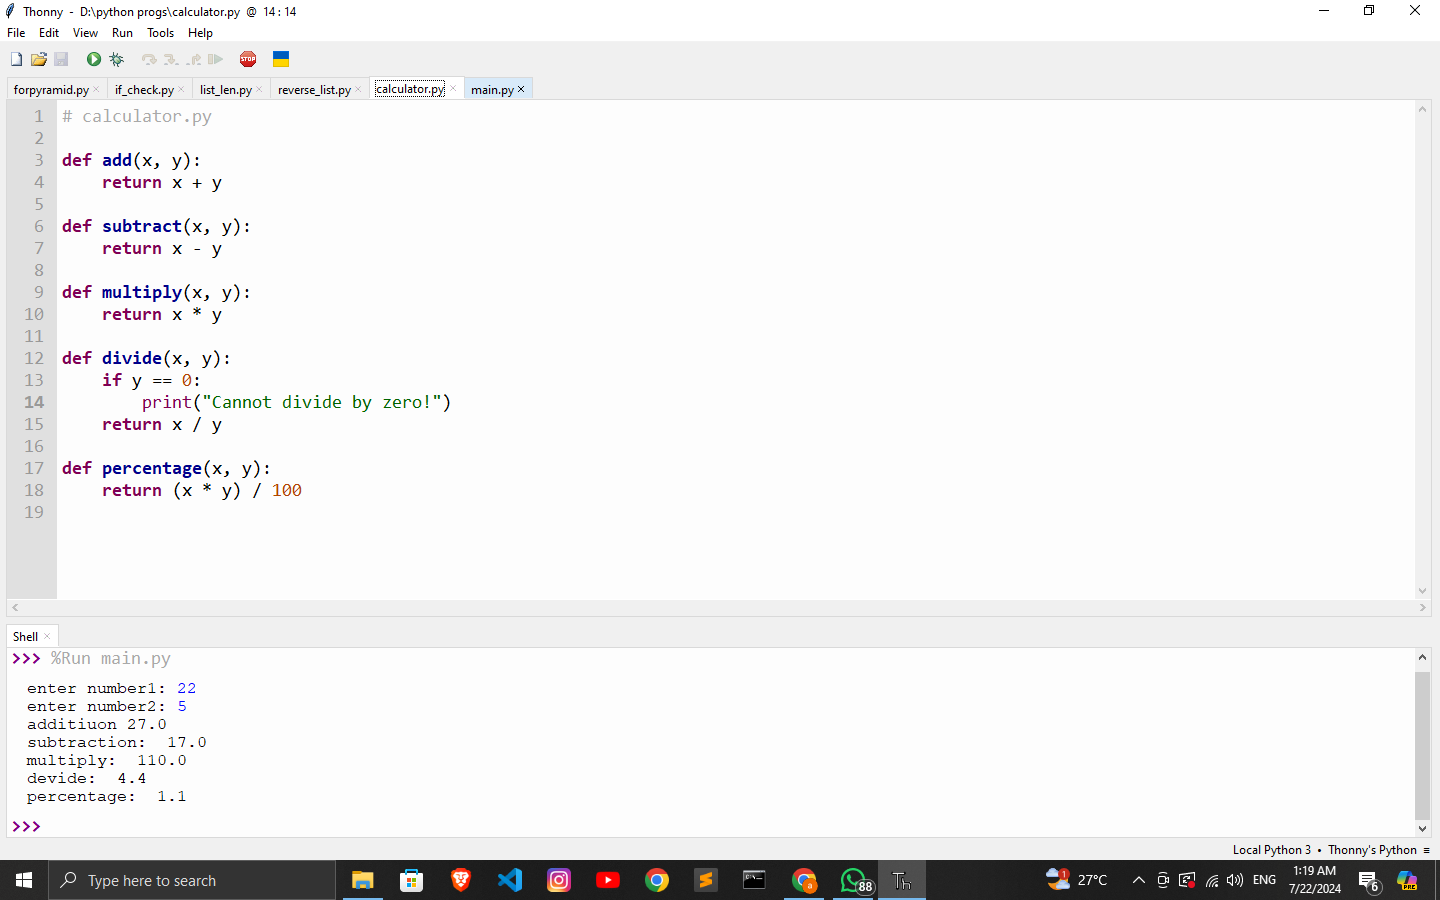 Thonny - D:\python progs\calculator.py @ 14:14
File Edit View Run Tools Help
STOP
forpyramid.py × if_check.py × list_len.py × reverse_list.py × calculator.py × main.py ×
1 # calculator.py
2
3 def add(x, y):
4     return x + y
5
6 def subtract(x, y):
7     return x - y
8
9 def multiply(x, y):
10     return x * y
11
12 def divide(x, y):
13     if y == 0:
14         print("Cannot divide by zero!")
15     return x / y
16
17 def percentage(x, y):
18     return (x * y) / 100
19
Shell ×
>>> %Run main.py
enter number1: 22
enter number2: 5
additiuon 27.0
subtraction:  17.0
multiply:  110.0
devide:  4.4
percentage:  1.1
>>>
Local Python 3 • Thonny's Python ≡
Type here to search
88
Th
1
27°C
ENG
1:19 AM
7/22/2024
6
PRE